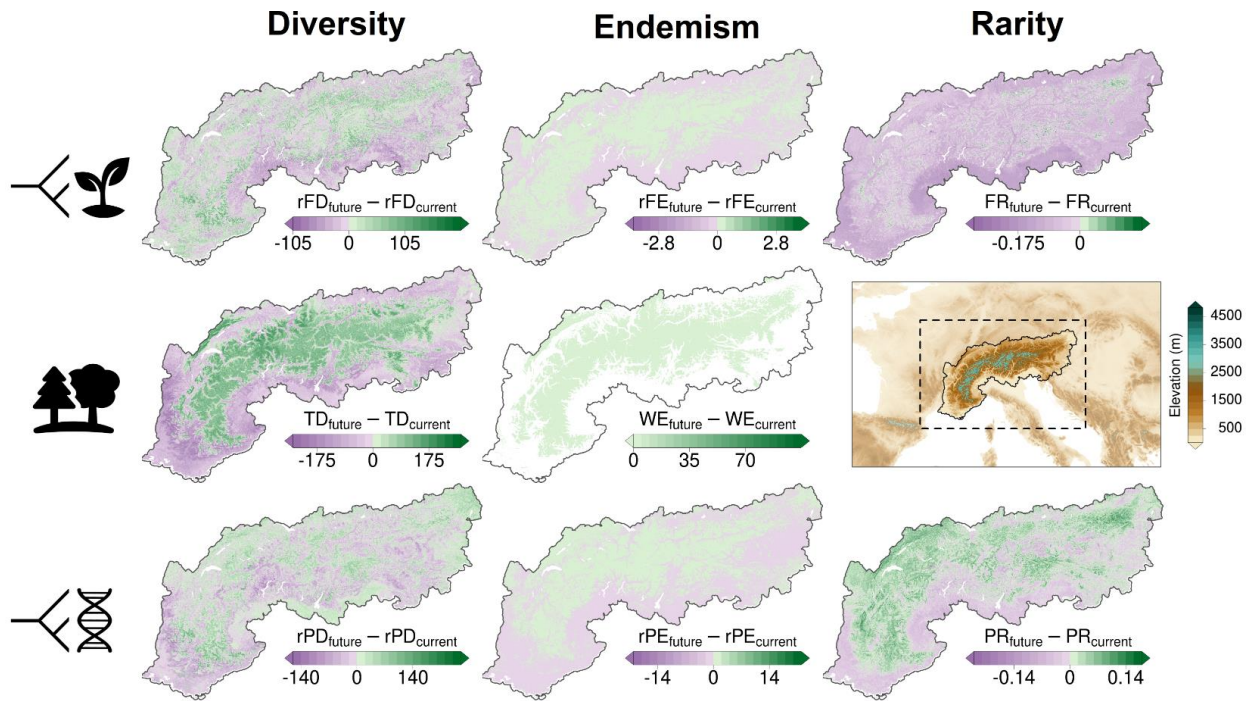 Diversity
Endemism
Rarity
rFDfuture − rFDcurrent
-105 0 105
rFEfuture − rFEcurrent
-2.8 0 2.8
FRfuture − FRcurrent
-0.175 0
TDfuture − TDcurrent
-175 0 175
WEfuture − WEcurrent
0 35 70
Elevation (m)
4500
3500
2500
1500
500
rPDfuture − rPDcurrent
-140 0 140
rPEfuture − rPEcurrent
-14 0 14
PRfuture − PRcurrent
-0.14 0 0.14